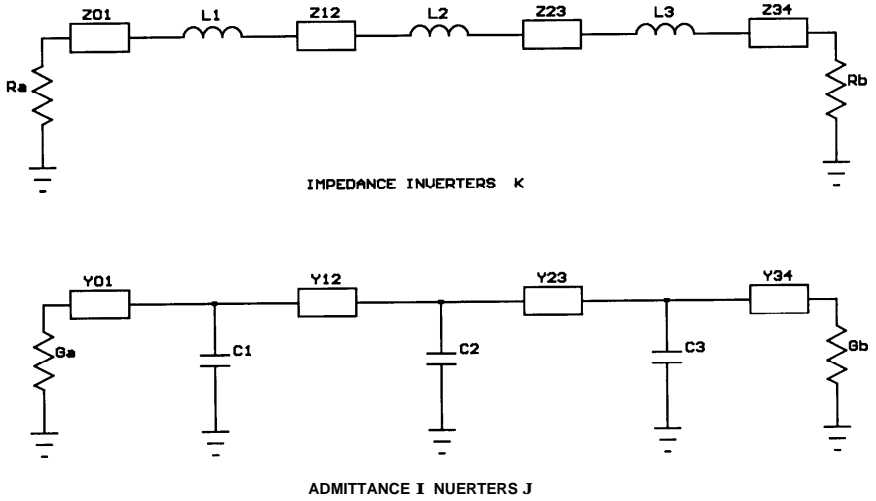 Z01 L1 Z12 L2 Z23 L3 Z34
Ra Rb
IMPEDANCE INVERTERS K
Y01 Y12 Y23 Y34
Ga C1 C2 C3 Gb
ADMITTANCE I NUERTERS J